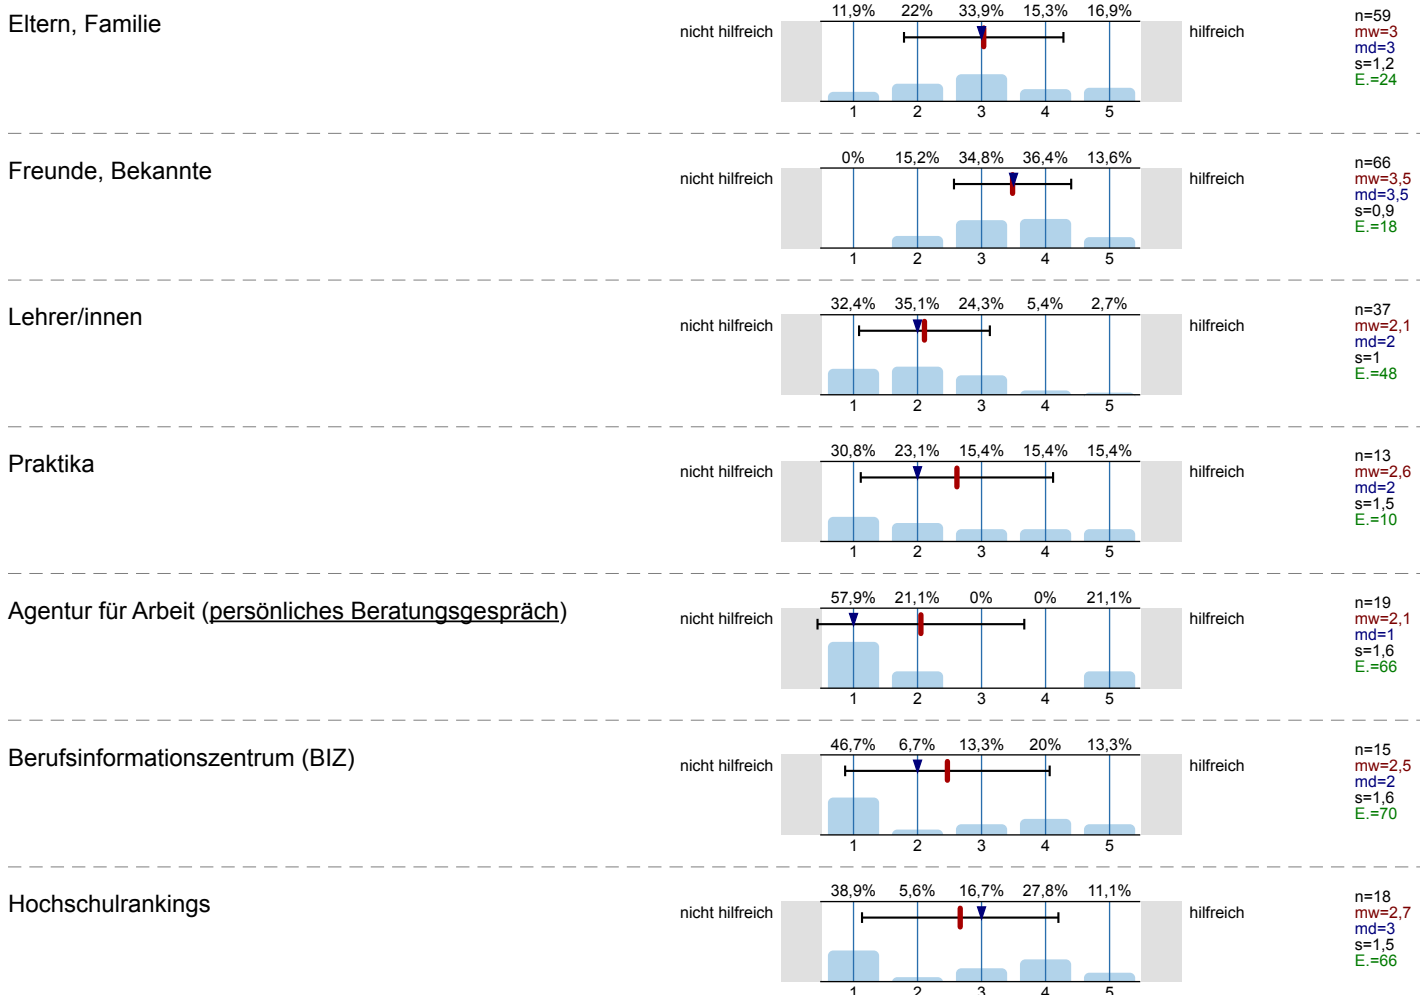 Eltern, Familie
nicht hilfreich
11,9% 22% 33,9% 15,3% 16,9%
hilfreich
1 2 3 4 5
n=59
mw=3
md=3
s=1,2
E.=24
Freunde, Bekannte
nicht hilfreich
0% 15,2% 34,8% 36,4% 13,6%
hilfreich
1 2 3 4 5
n=66
mw=3,5
md=3,5
s=0,9
E.=18
Lehrer/innen
nicht hilfreich
32,4% 35,1% 24,3% 5,4% 2,7%
hilfreich
1 2 3 4 5
n=37
mw=2,1
md=2
s=1
E.=48
Praktika
nicht hilfreich
30,8% 23,1% 15,4% 15,4% 15,4%
hilfreich
1 2 3 4 5
n=13
mw=2,6
md=2
s=1,5
E.=10
Agentur für Arbeit (persönliches Beratungsgespräch)
nicht hilfreich
57,9% 21,1% 0% 0% 21,1%
hilfreich
1 2 3 4 5
n=19
mw=2,1
md=1
s=1,6
E.=66
Berufsinformationszentrum (BIZ)
nicht hilfreich
46,7% 6,7% 13,3% 20% 13,3%
hilfreich
1 2 3 4 5
n=15
mw=2,5
md=2
s=1,6
E.=70
Hochschulrankings
nicht hilfreich
38,9% 5,6% 16,7% 27,8% 11,1%
hilfreich
1 2 3 4 5
n=18
mw=2,7
md=3
s=1,5
E.=66